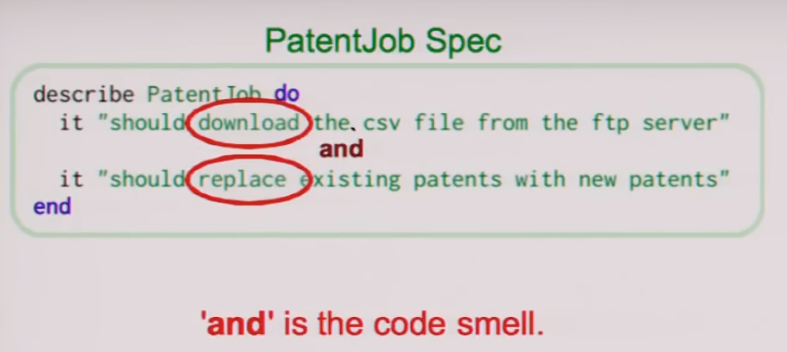 PatentJob Spec
describe PatentJob do
it "should download the csv file from the ftp server"
and
it "should replace existing patents with new patents"
end
'and' is the code smell.